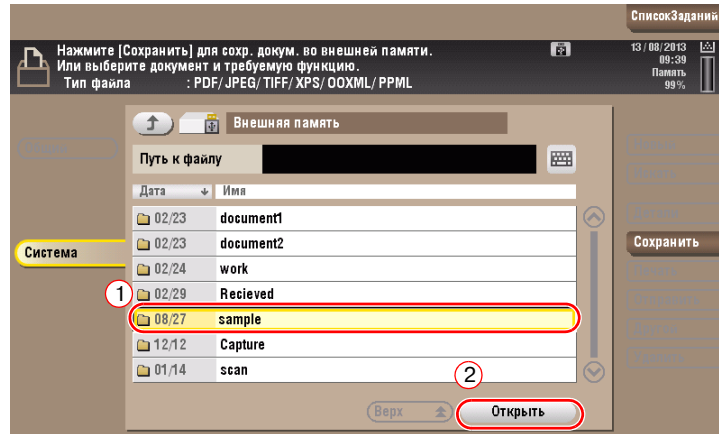 СписокЗаданий
Нажмите [Сохранить] для сохр. докум. во внешней памяти.
Или выберите документ и требуемую функцию.
Тип файла : PDF/JPEG/TIFF/XPS/OOXML/PPML
13/08/2013
09:39
Память
99%
Внешняя память
Путь к файлу
Дата Имя
02/23 document1
02/23 document2
Система
Сохранить
02/24 work
1
02/29 Recieved
08/27 sample
12/12 Capture
01/14 scan
2
Верх Открыть